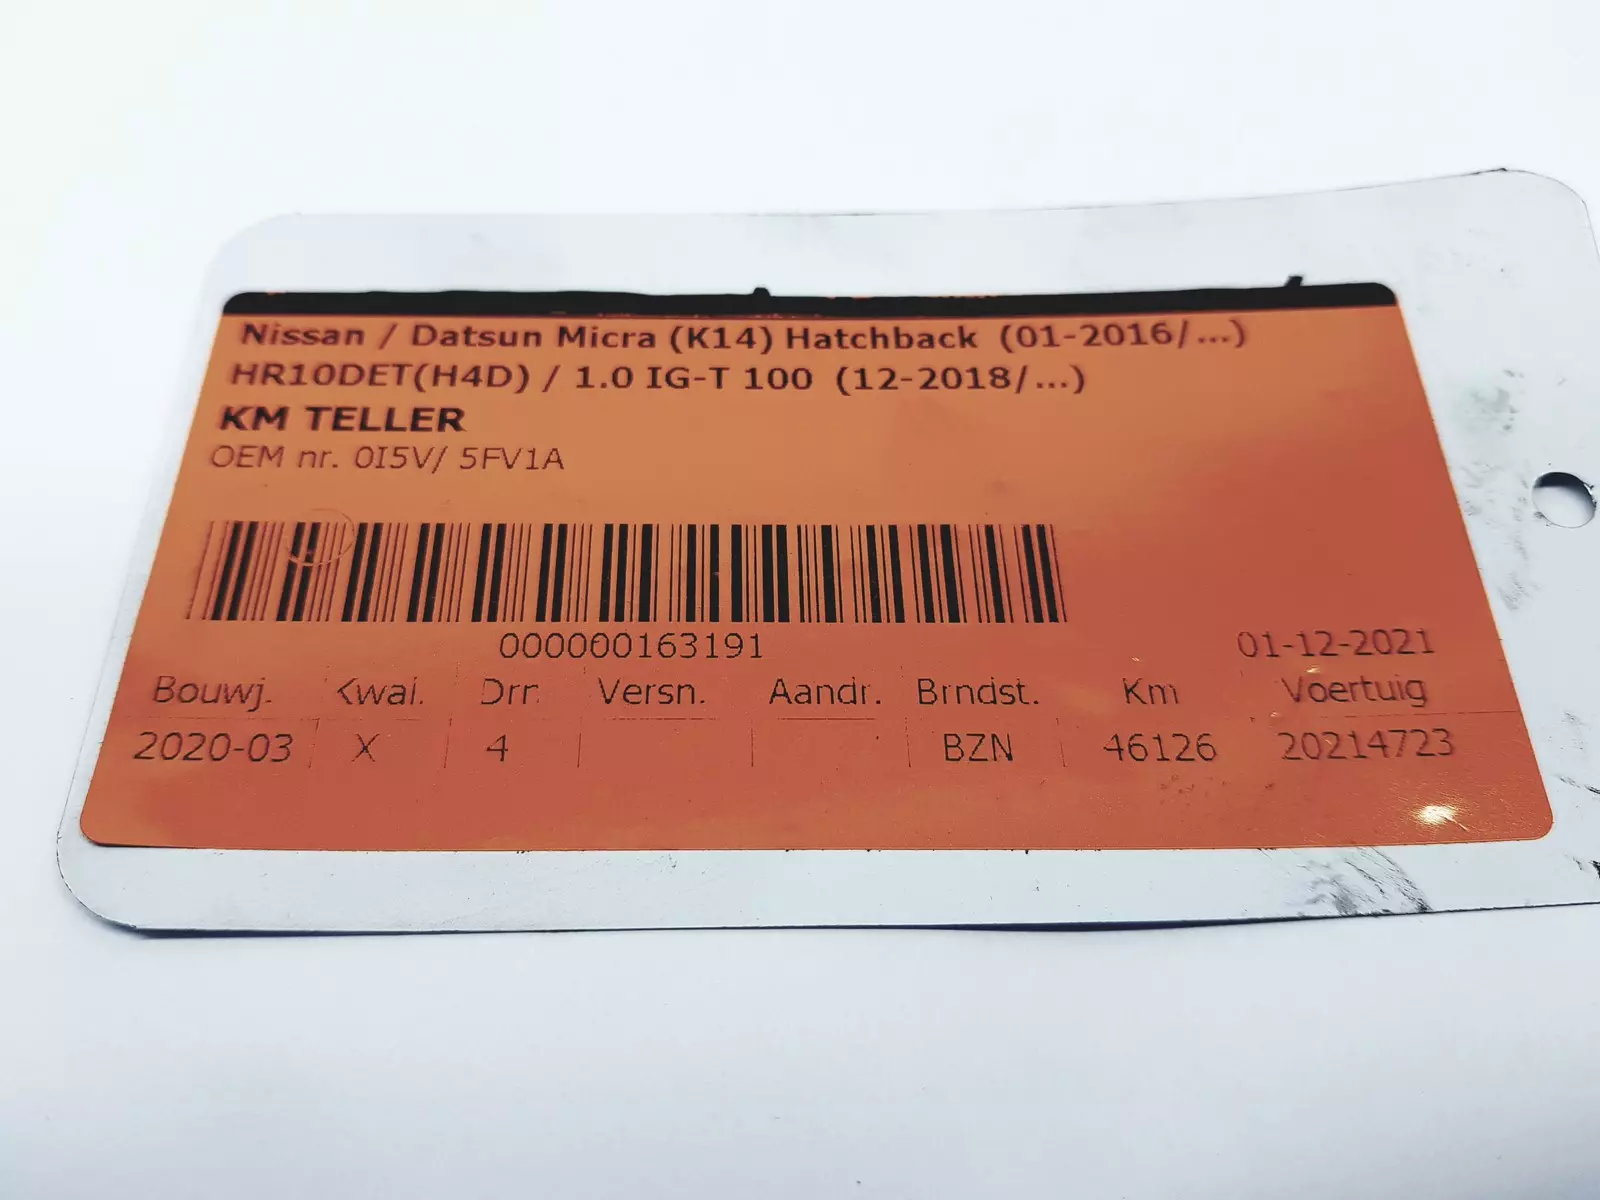 Nissan / Datsun Micra (K14) Hatchback (01-2016/...)
HR10DET(H4D) / 1.0 IG-T 100 (12-2018/...)
KM TELLER
OEM nr. 0I5V/ 5FV1A
000000163191
01-12-2021
Bouwj. Kwal. Drr. Versn. Aandr. Brndst. Km Voertuig
2020-03 X 4 BZN 46126 20214723